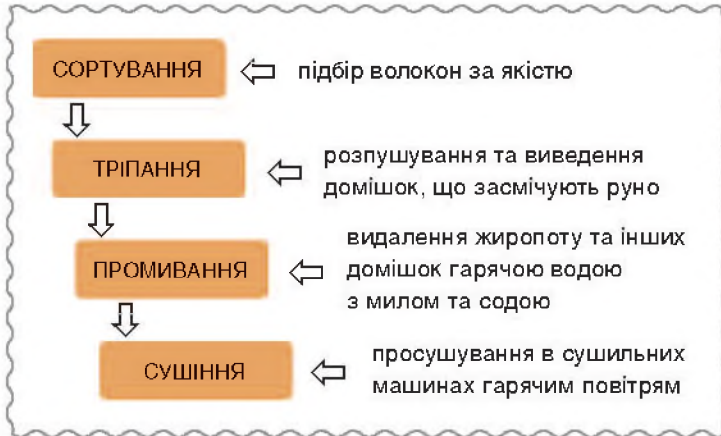 СОРТУВАННЯ
підбір волокон за якістю
ТРІПАННЯ
розпушування та виведення
домішок, що засмічують руно
ПРОМИВАННЯ
видалення жиропоту та інших
домішок гарячою водою
з милом та содою
СУШІННЯ
просушування в сушильних
машинах гарячим повітрям